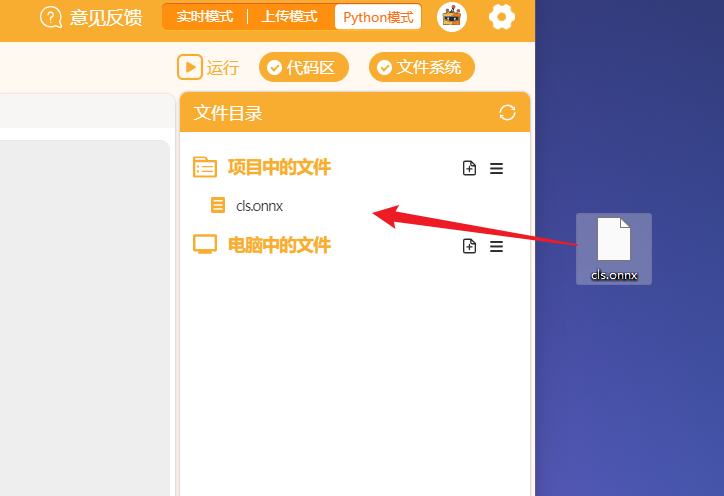 意见反馈 实时模式 上传模式 Python模式
运行 代码区 文件系统
文件目录
项目中的文件
cls.onnx
电脑中的文件
cls.onnx